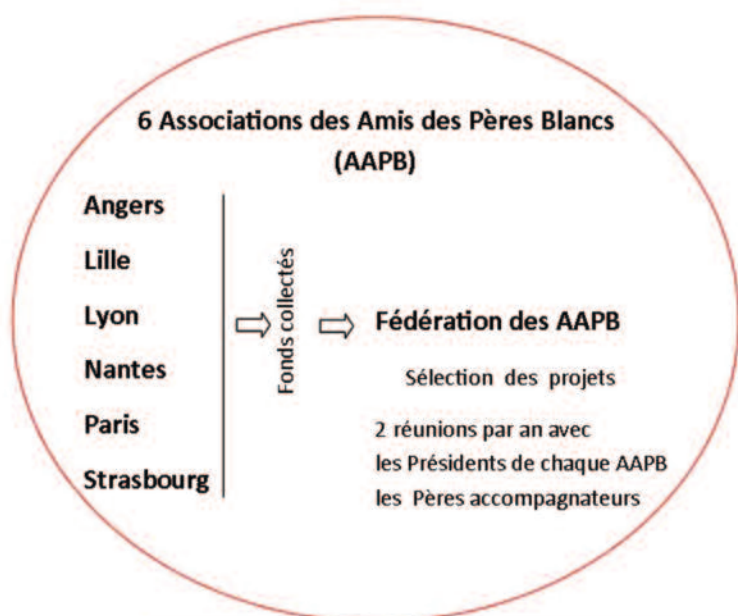 6 Associations des Amis des Pères Blancs
(AAPB)
Angers
Lille
Lyon
Nantes
Paris
Strasbourg
Fonds collectés
Fédération des AAPB
Sélection des projets
2 réunions par an avec
les Présidents de chaque AAPB
les Pères accompagnateurs